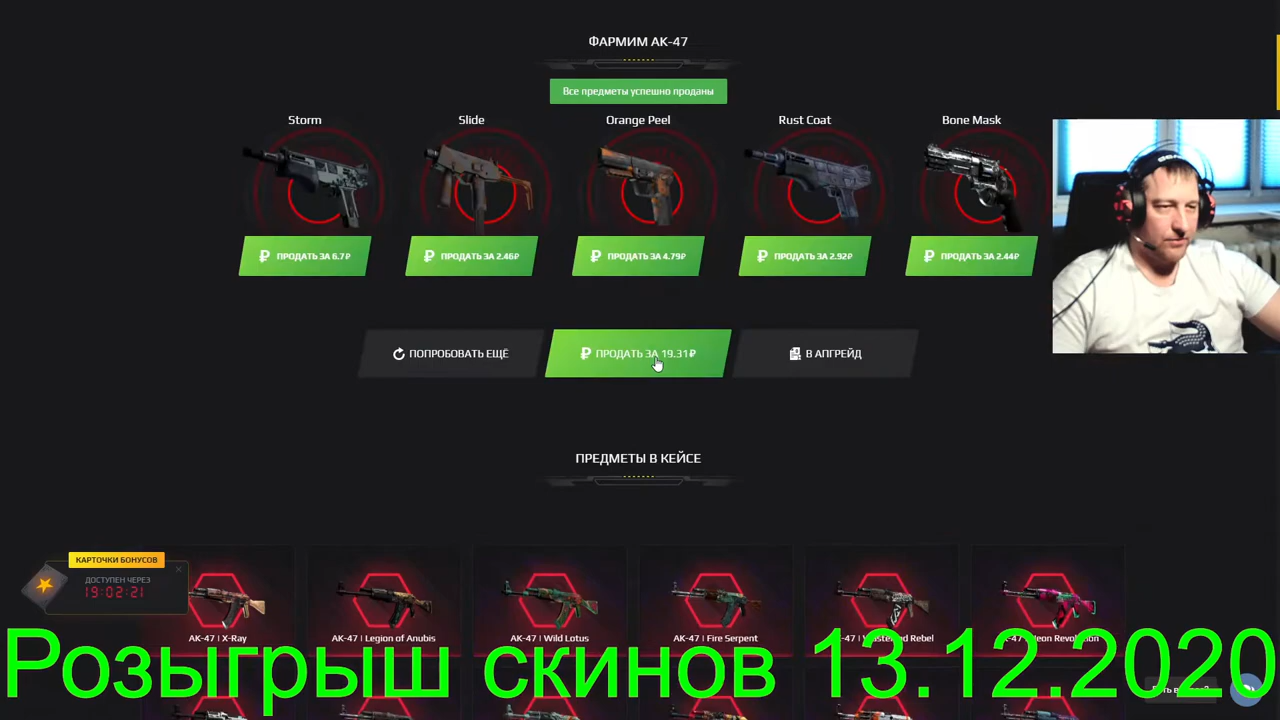 ФАРМИМ АК-47
Все предметы успешно проданы
Storm
Slide
Orange Peel
Rust Coat
Bone Mask
ПРОДАТЬ ЗА 6.7₽
ПРОДАТЬ ЗА 2.46₽
ПРОДАТЬ ЗА 4.79₽
ПРОДАТЬ ЗА 2.92₽
ПРОДАТЬ ЗА 2.44₽
ПОПРОБОВАТЬ ЕЩЁ
ПРОДАТЬ ЗА 19.31₽
В АПГРЕЙД
ПРЕДМЕТЫ В КЕЙСЕ
КАРТОЧКИ БОНУСОВ
ДОСТУПЕН ЧЕРЕЗ
19:02:21
AK-47 | X-Ray
AK-47 | Legion of Anubis
AK-47 | Wild Lotus
AK-47 | Fire Serpent
Rebel
Розыгрыш скинов 13.12.2020